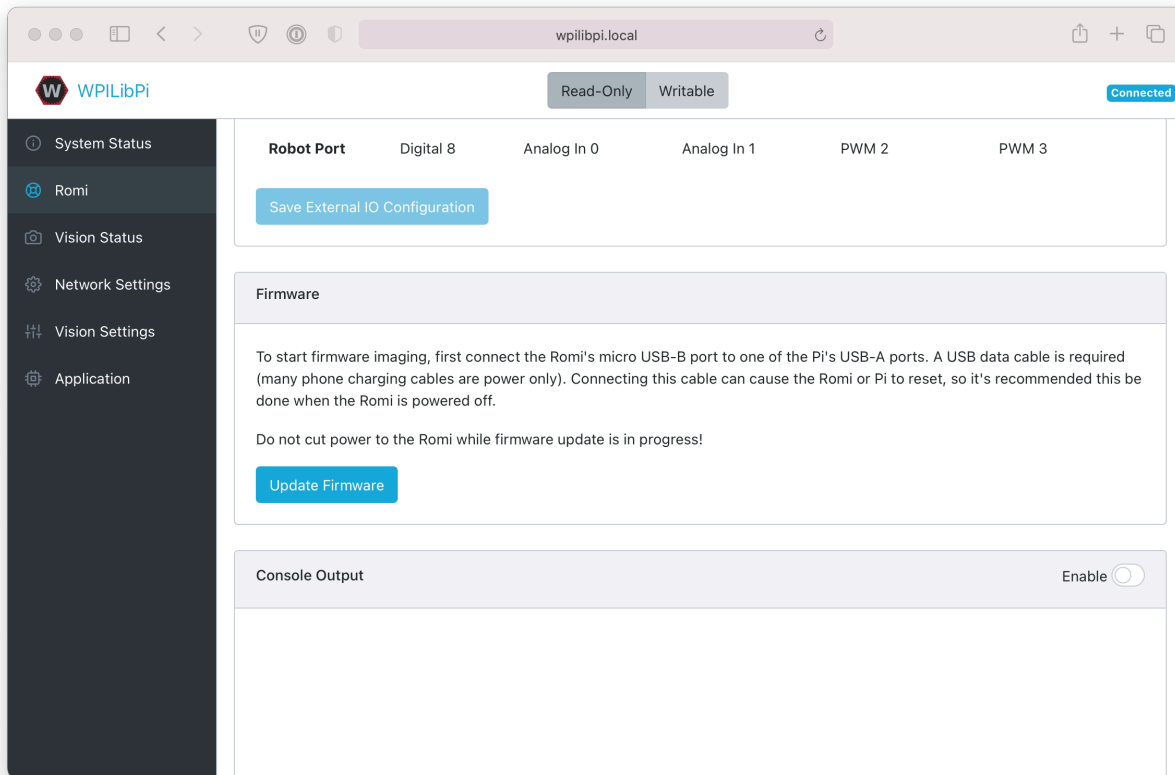 wpilibpi.local
W WPILibPi
Read-Only Writable
Connected
System Status
Romi
Vision Status
Network Settings
Vision Settings
Application
Robot Port Digital 8 Analog In 0 Analog In 1 PWM 2 PWM 3
Save External IO Configuration
Firmware
To start firmware imaging, first connect the Romi's micro USB-B port to one of the Pi's USB-A ports. A USB data cable is required
(many phone charging cables are power only). Connecting this cable can cause the Romi or Pi to reset, so it's recommended this be
done when the Romi is powered off.
Do not cut power to the Romi while firmware update is in progress!
Update Firmware
Console Output Enable